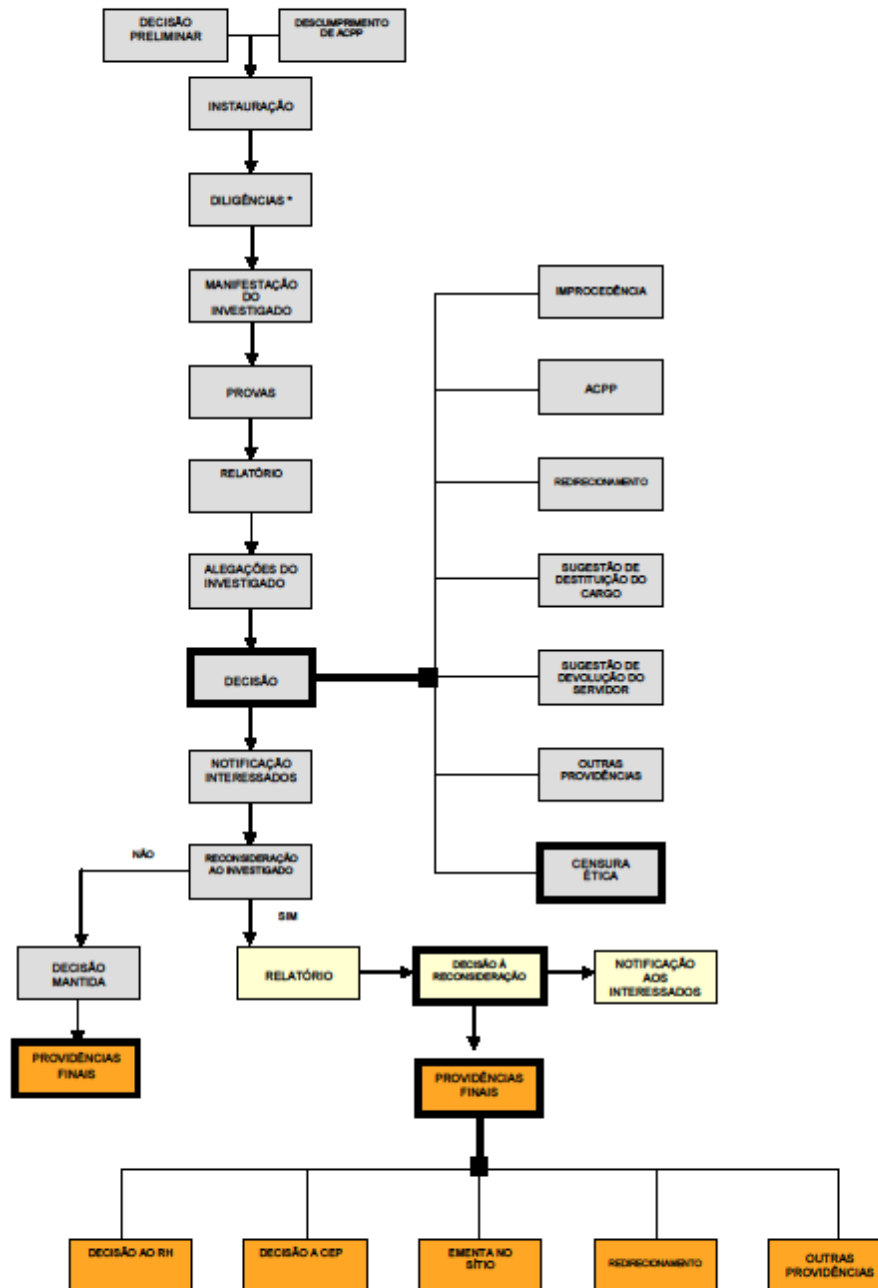 DECISÃO
PRELIMINAR
DESCUMPRIMENTO
DE ACPP
INSTAURAÇÃO
DILIGÊNCIAS *
MANIFESTAÇÃO
DO
INVESTIGADO
IMPROCEDÊNCIA
PROVAS
ACPP
RELATÓRIO
REDIRECIONAMENTO
ALEGAÇÕES DO
INVESTIGADO
SUGESTÃO DE
DESTITUIÇÃO DO
CARGO
DECISÃO
SUGESTÃO DE
DEVOLUÇÃO DO
SERVIDOR
NOTIFICAÇÃO
INTERESSADOS
OUTRAS
PROVIDÊNCIAS
NÃO
RECONSIDERAÇÃO
AO INVESTIGADO
CENSURA
ÉTICA
SIM
DECISÃO
MANTIDA
RELATÓRIO
DECISÃO À
RECONSIDERAÇÃO
NOTIFICAÇÃO
AOS
INTERESSADOS
PROVIDÊNCIAS
FINAIS
PROVIDÊNCIAS
FINAIS
DECISÃO AO RH
DECISÃO A CEP
EMENTA NO
SÍTIO
REDIRECIONAMENTO
OUTRAS
PROVIDÊNCIAS